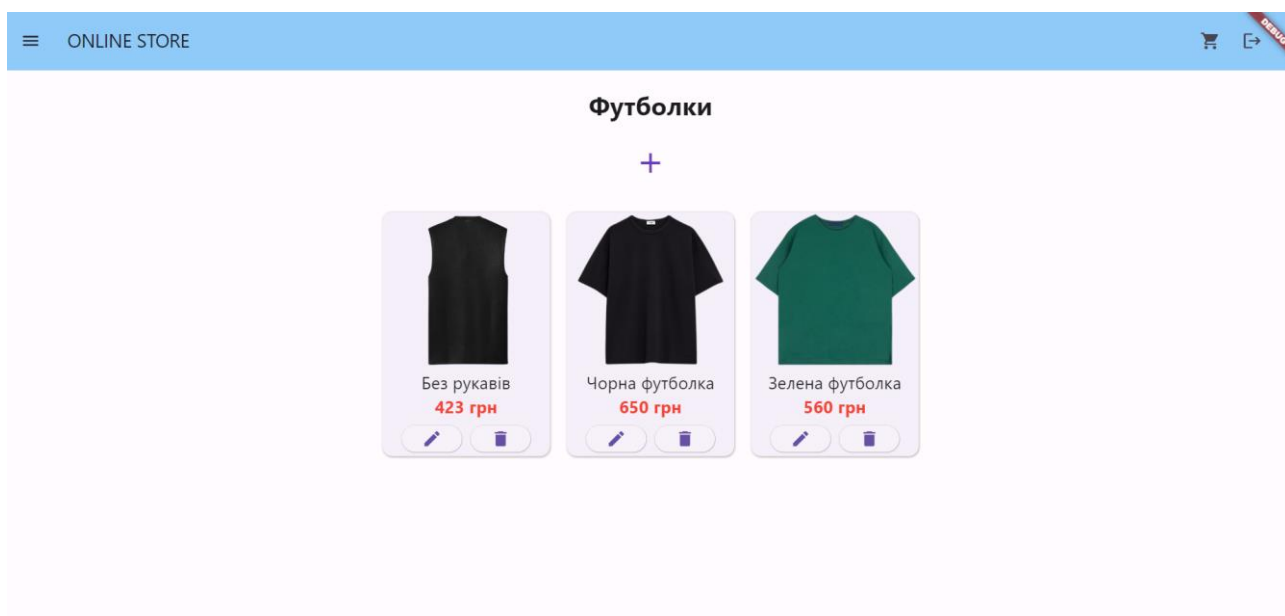 ONLINE STORE
DEBUG
Футболки
Без рукавів
423 грн
Чорна футболка
650 грн
Зелена футболка
560 грн